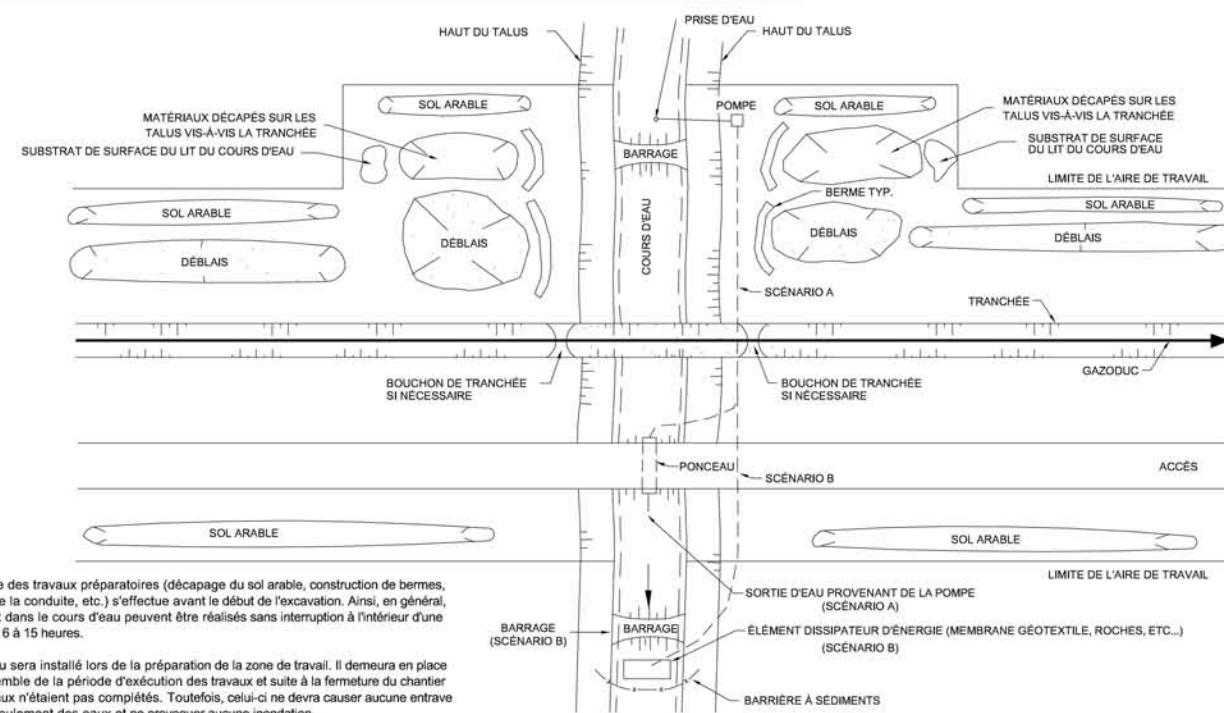 PRISE D'EAU
HAUT DU TALUS
HAUT DU TALUS
SOL ARABLE
POMPE
SOL ARABLE
MATÉRIAUX DÉCAPÉS SUR LES
TALUS VIS-À-VIS LA TRANCHÉE
MATÉRIAUX DÉCAPÉS SUR LES
TALUS VIS-À-VIS LA TRANCHÉE
SUBSTRAT DE SURFACE DU LIT DU COURS D'EAU
BARRAGE
SUBSTRAT DE SURFACE
DU LIT DU COURS D'EAU
LIMITE DE L'AIRE DE TRAVAIL
BERME TYP.
SOL ARABLE
SOL ARABLE
COURS D'EAU
DÉBLAIS
DÉBLAIS
DÉBLAIS
DÉBLAIS
SCÉNARIO A
TRANCHÉE
GAZODUC
BOUCHON DE TRANCHÉE
SI NÉCESSAIRE
BOUCHON DE TRANCHÉE
SI NÉCESSAIRE
PONCEAU
SCÉNARIO B
ACCÈS
SOL ARABLE
SOL ARABLE
LIMITE DE L'AIRE DE TRAVAIL
SORTIE D'EAU PROVENANT DE LA POMPE
(SCÉNARIO A)
BARRAGE
(SCÉNARIO B)
BARRAGE
ÉLÉMENT DISSIPATEUR D'ÉNERGIE (MEMBRANE GÉOTEXTILE, ROCHES, ETC...)
(SCÉNARIO B)
BARRIÈRE À SÉDIMENTS
des travaux préparatoires (décapage du sol arable, construction de bermes,
la conduite, etc.) s'effectue avant le début de l'excavation. Ainsi, en général,
dans le cours d'eau peuvent être réalisés sans interruption à l'intérieur d'une
6 à 15 heures.
sera installé lors de la préparation de la zone de travail. Il demeura en place
de la période d'exécution des travaux et suite à la fermeture du chantier
n'étaient pas complétés. Toutefois, celui-ci ne devra causer aucune entrave
des eaux et ne provoquer aucune inondation.